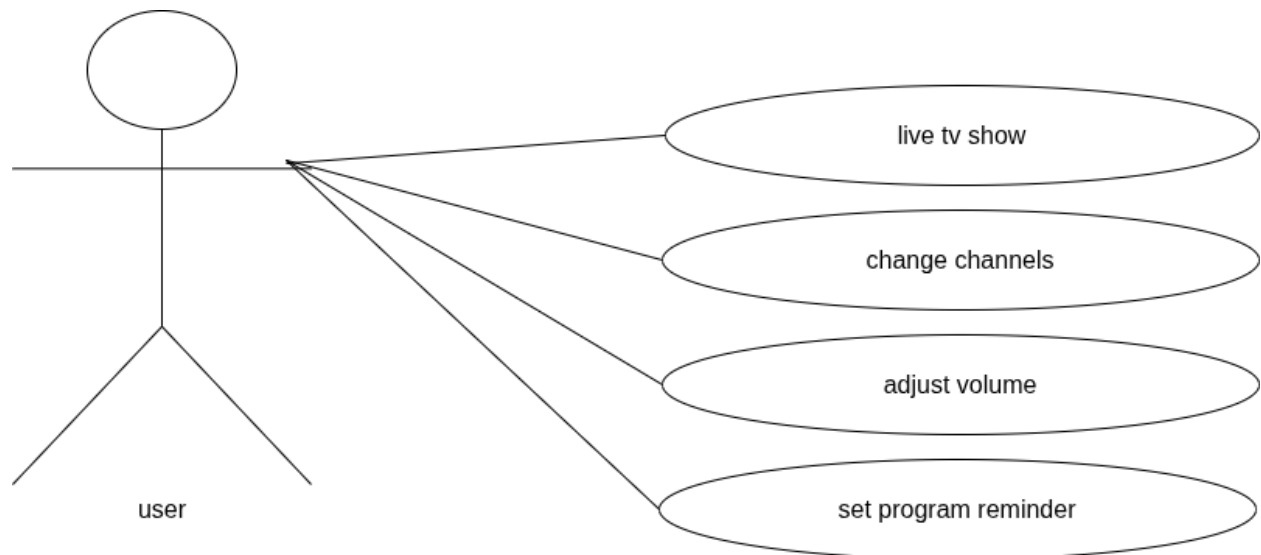 live tv show
change channels
adjust volume
set program reminder
user